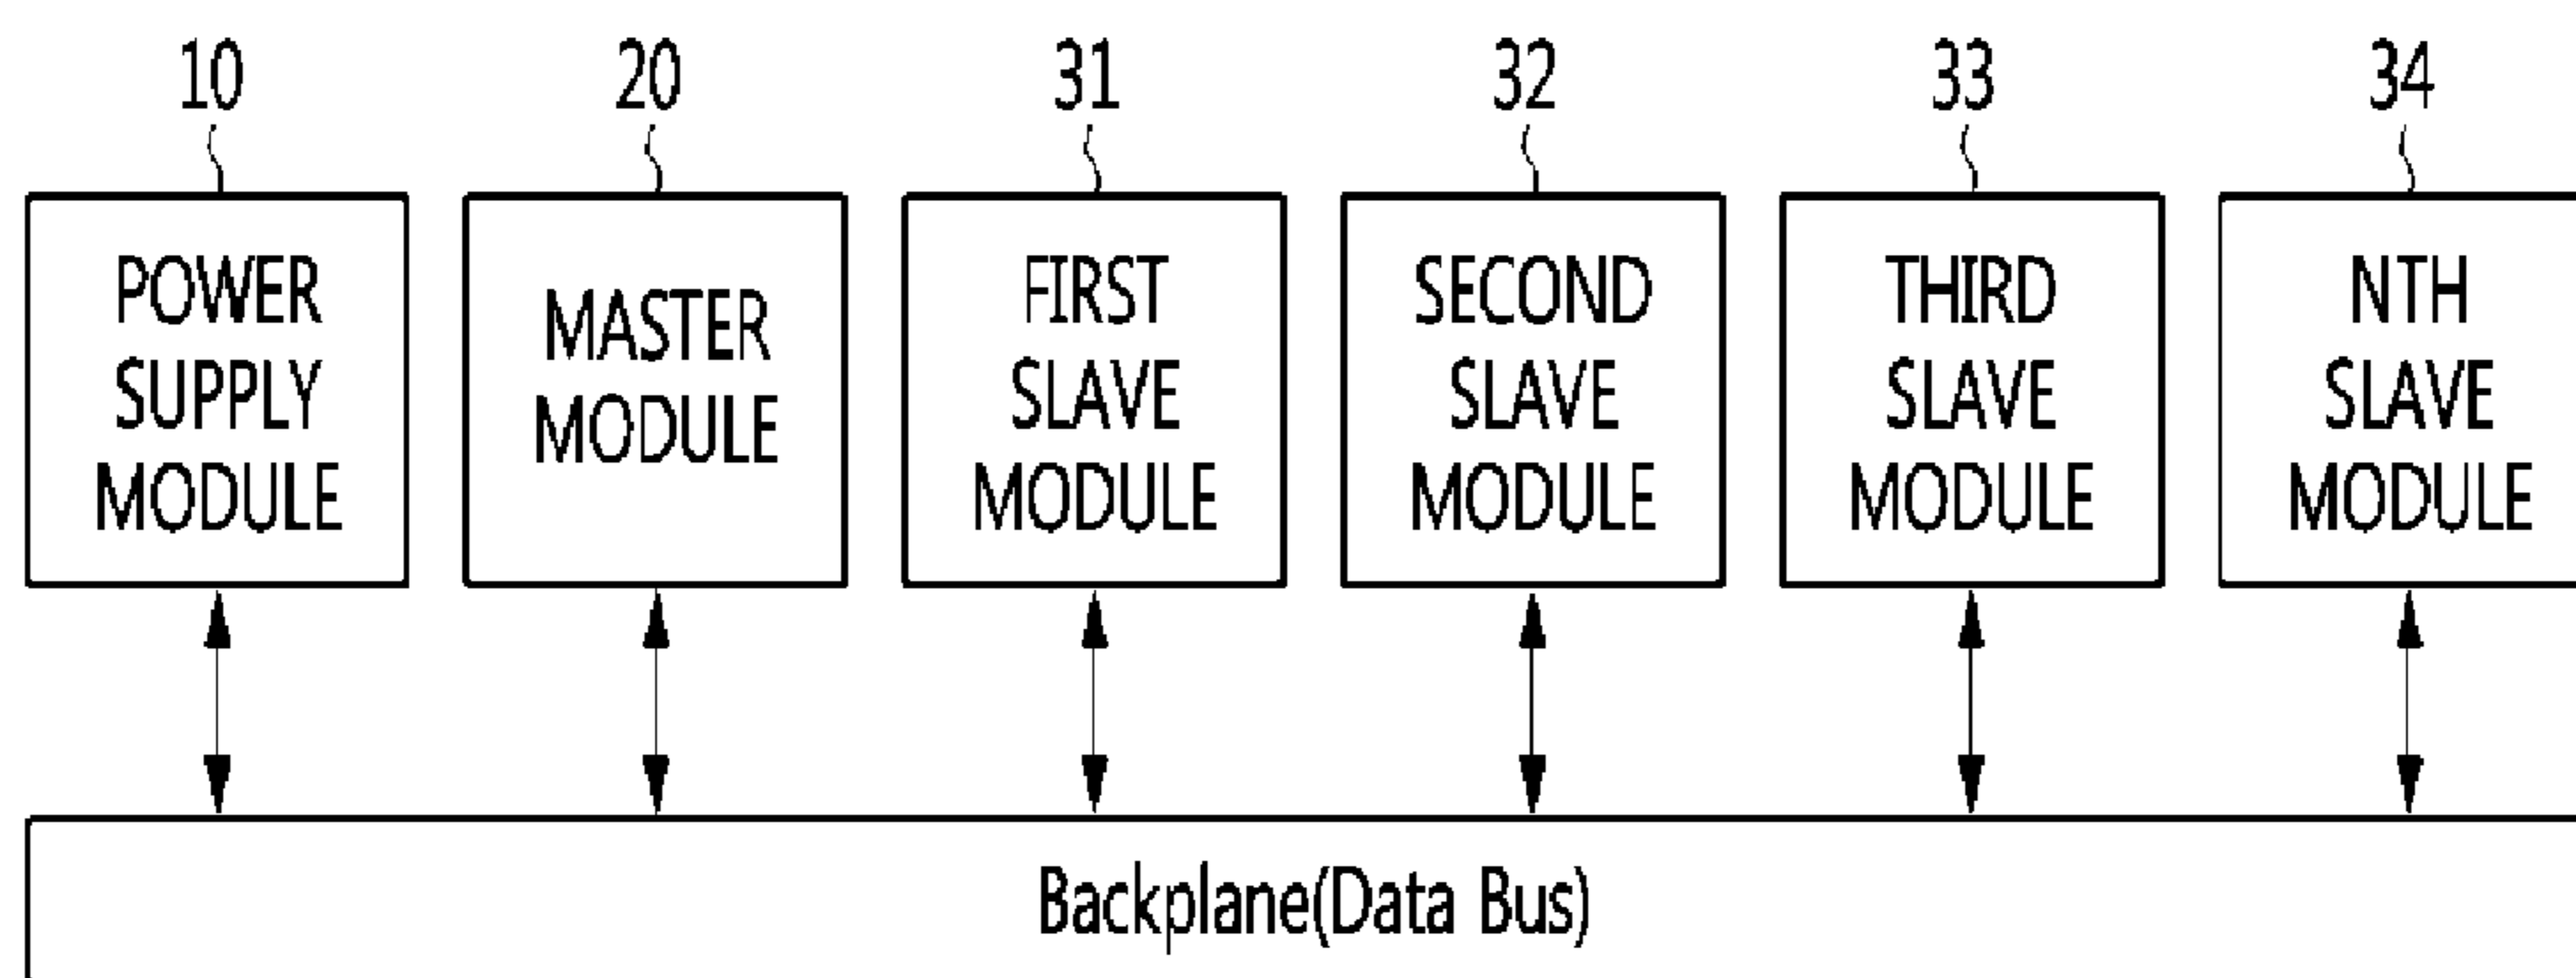 10
20
31
32
33
34
POWER
SUPPLY
MODULE
MASTER
MODULE
FIRST
SLAVE
MODULE
SECOND
SLAVE
MODULE
THIRD
SLAVE
MODULE
NTH
SLAVE
MODULE
Backplane(Data Bus)